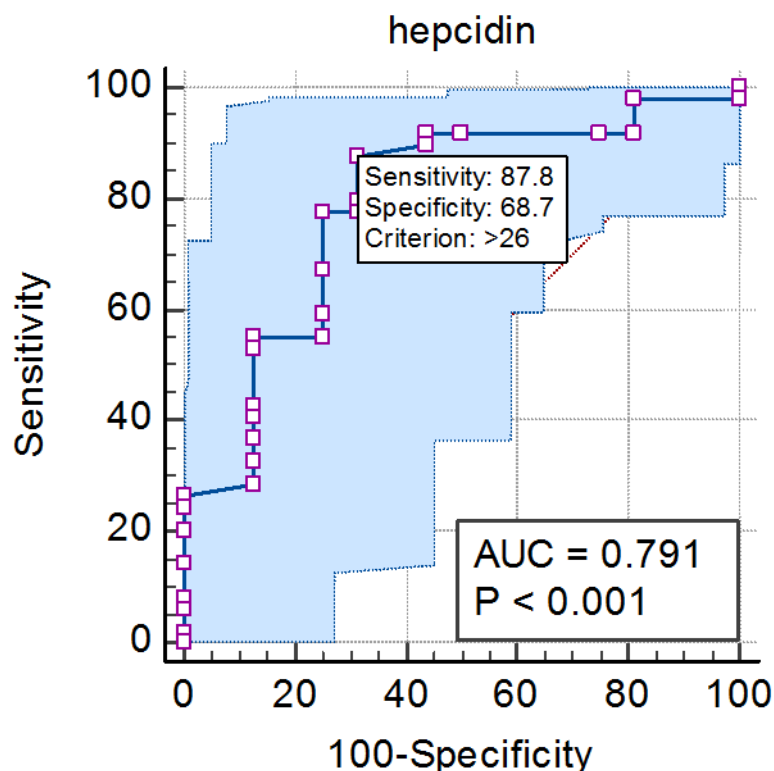 hepcidin
100
80
60
40
20
0
Sensitivity
Sensitivity: 87.8
Specificity: 68.7
Criterion: >26
AUC = 0.791
P < 0.001
0 20 40 60 80 100
100-Specificity